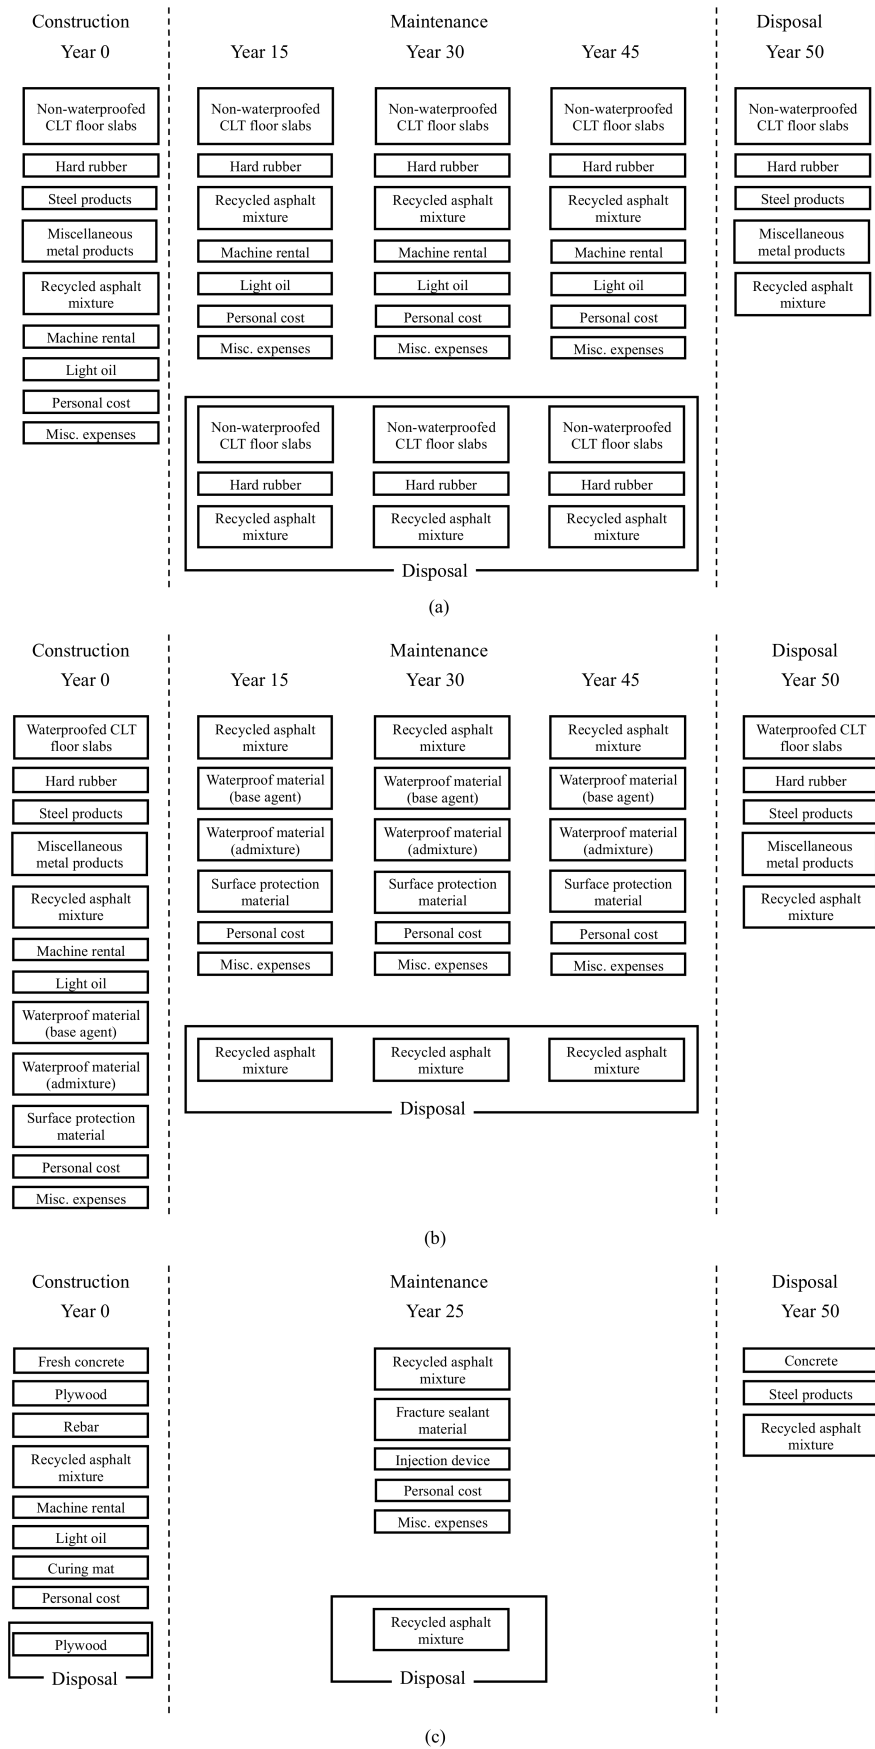 Construction
Maintenance
Disposal
Year 0
Year 15
Year 30
Year 45
Year 50
Non-waterproofed
CLT floor slabs
Hard rubber
Steel products
Miscellaneous
metal products
Recycled asphalt
mixture
Machine rental
Light oil
Personal cost
Misc. expenses
Non-waterproofed
CLT floor slabs
Hard rubber
Recycled asphalt
mixture
Machine rental
Light oil
Personal cost
Misc. expenses
Non-waterproofed
CLT floor slabs
Hard rubber
Recycled asphalt
mixture
Machine rental
Light oil
Personal cost
Misc. expenses
Non-waterproofed
CLT floor slabs
Hard rubber
Recycled asphalt
mixture
Machine rental
Light oil
Personal cost
Misc. expenses
Non-waterproofed
CLT floor slabs
Hard rubber
Recycled asphalt
mixture
Non-waterproofed
CLT floor slabs
Hard rubber
Recycled asphalt
mixture
Non-waterproofed
CLT floor slabs
Hard rubber
Recycled asphalt
mixture
Disposal
Non-waterproofed
CLT floor slabs
Hard rubber
Steel products
Miscellaneous
metal products
Recycled asphalt
mixture
(a)
Construction
Maintenance
Disposal
Year 0
Year 15
Year 30
Year 45
Year 50
Waterproofed CLT
floor slabs
Hard rubber
Steel products
Miscellaneous
metal products
Recycled asphalt
mixture
Machine rental
Light oil
Waterproof material
(base agent)
Waterproof material
(admixture)
Surface protection
material
Personal cost
Misc. expenses
Recycled asphalt
mixture
Waterproof material
(base agent)
Waterproof material
(admixture)
Surface protection
material
Personal cost
Misc. expenses
Recycled asphalt
mixture
Waterproof material
(base agent)
Waterproof material
(admixture)
Surface protection
material
Personal cost
Misc. expenses
Recycled asphalt
mixture
Waterproof material
(base agent)
Waterproof material
(admixture)
Surface protection
material
Personal cost
Misc. expenses
Recycled asphalt
mixture
Recycled asphalt
mixture
Recycled asphalt
mixture
Disposal
Waterproofed CLT
floor slabs
Hard rubber
Steel products
Miscellaneous
metal products
Recycled asphalt
mixture
(b)
Construction
Maintenance
Disposal
Year 0
Year 25
Year 50
Fresh concrete
Plywood
Rebar
Recycled asphalt
mixture
Machine rental
Light oil
Curing mat
Personal cost
Plywood
Disposal
Recycled asphalt
mixture
Fracture sealant
material
Injection device
Personal cost
Misc. expenses
Recycled asphalt
mixture
Disposal
Concrete
Steel products
Recycled asphalt
mixture
(c)